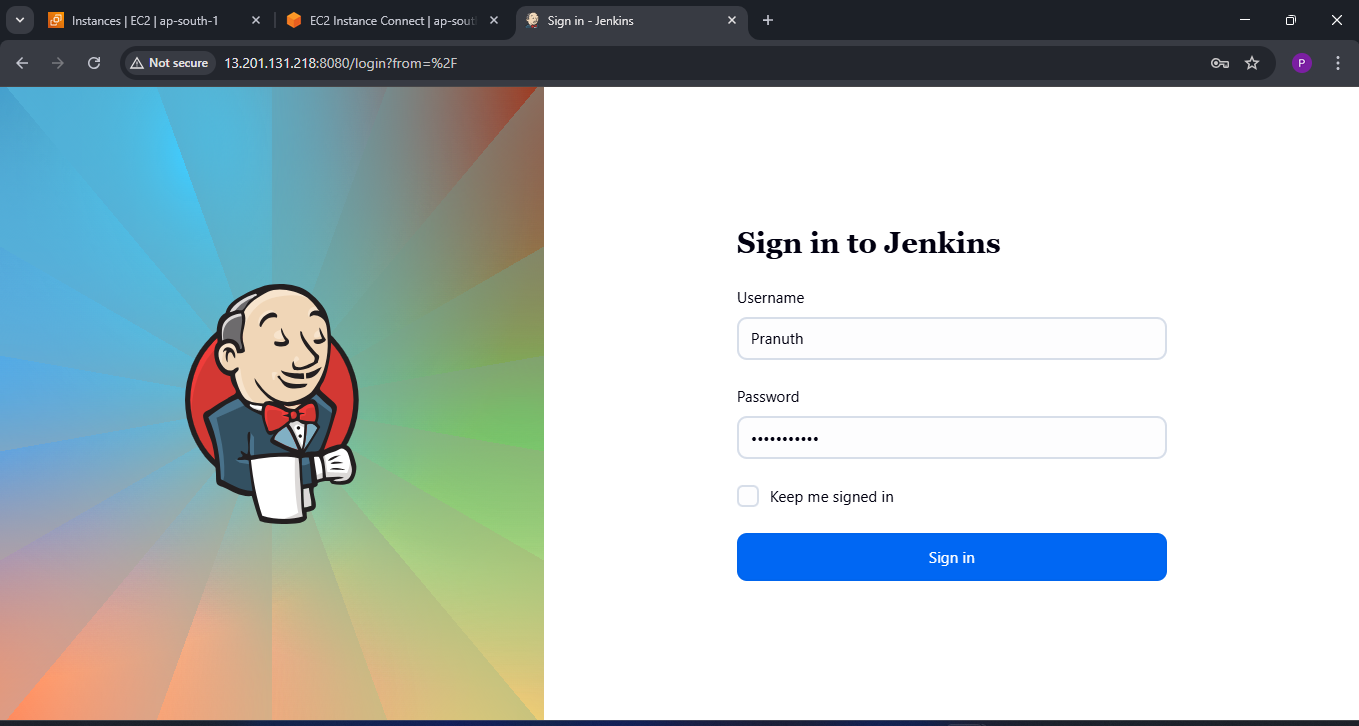 Instances | EC2 | ap-south-1
EC2 Instance Connect | ap-sout
Sign in - Jenkins
Not secure
13.201.131.218:8080/login?from=%2F
P
Sign in to Jenkins
Username
Pranuth
Password
•••••••••••
Keep me signed in
Sign in